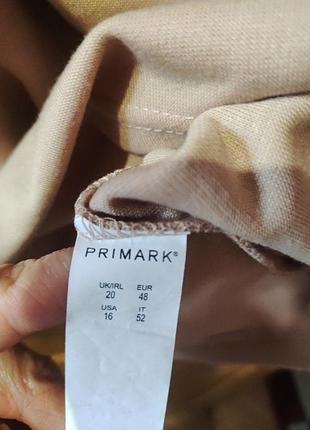 PRIMARK®
UK/IRL EUR
20 48
USA IT
16 52